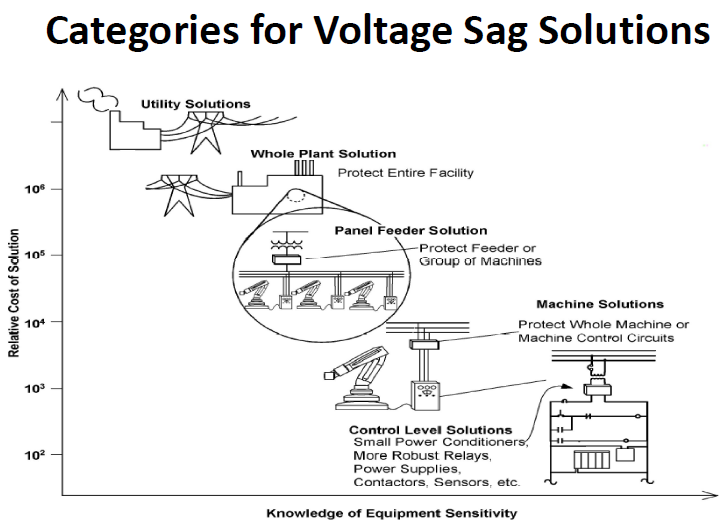 Categories for Voltage Sag Solutions
Utility Solutions
Whole Plant Solution
Protect Entire Facility
10⁶
Panel Feeder Solution
Protect Feeder or
Group of Machines
10⁵
Relative Cost of Solution
Machine Solutions
Protect Whole Machine or
Machine Control Circuits
10⁴
10³
Control Level Solutions
Small Power Conditioners,
More Robust Relays,
Power Supplies,
Contactors, Sensors, etc.
10²
Knowledge of Equipment Sensitivity